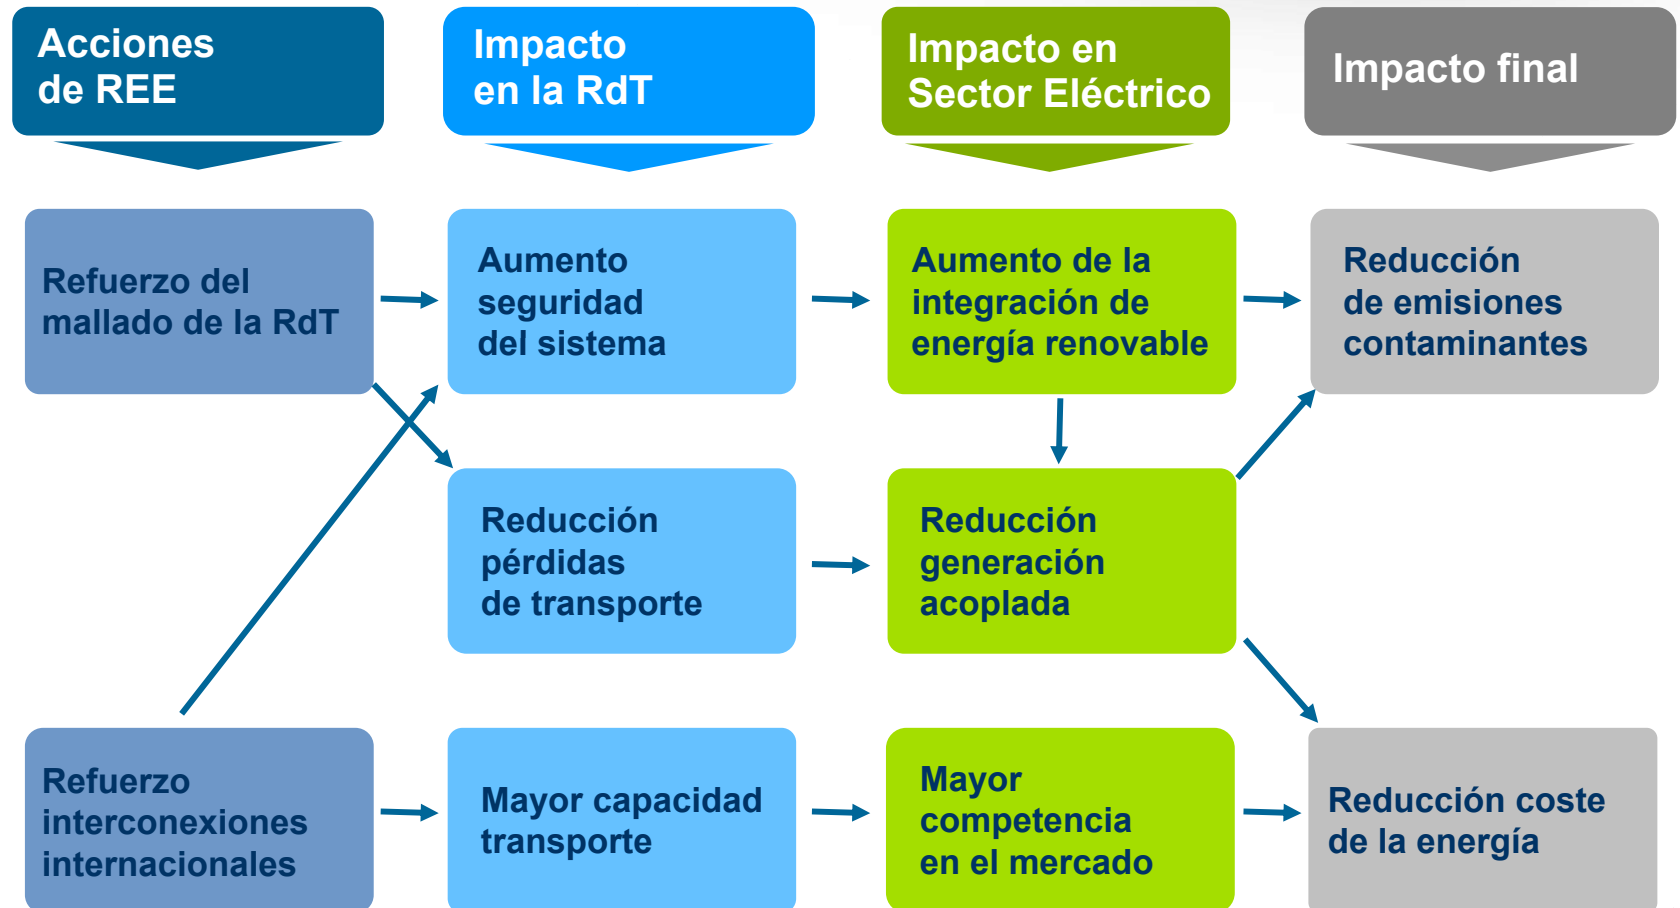 Acciones
de REE
Impacto
en la RdT
Impacto en
Sector Eléctrico
Impacto final
Refuerzo del
mallado de la RdT
Aumento
seguridad
del sistema
Aumento de la
integración de
energía renovable
Reducción
de emisiones
contaminantes
Reducción
pérdidas
de transporte
Reducción
generación
acoplada
Refuerzo
interconexiones
internacionales
Mayor capacidad
transporte
Mayor
competencia
en el mercado
Reducción coste
de la energía